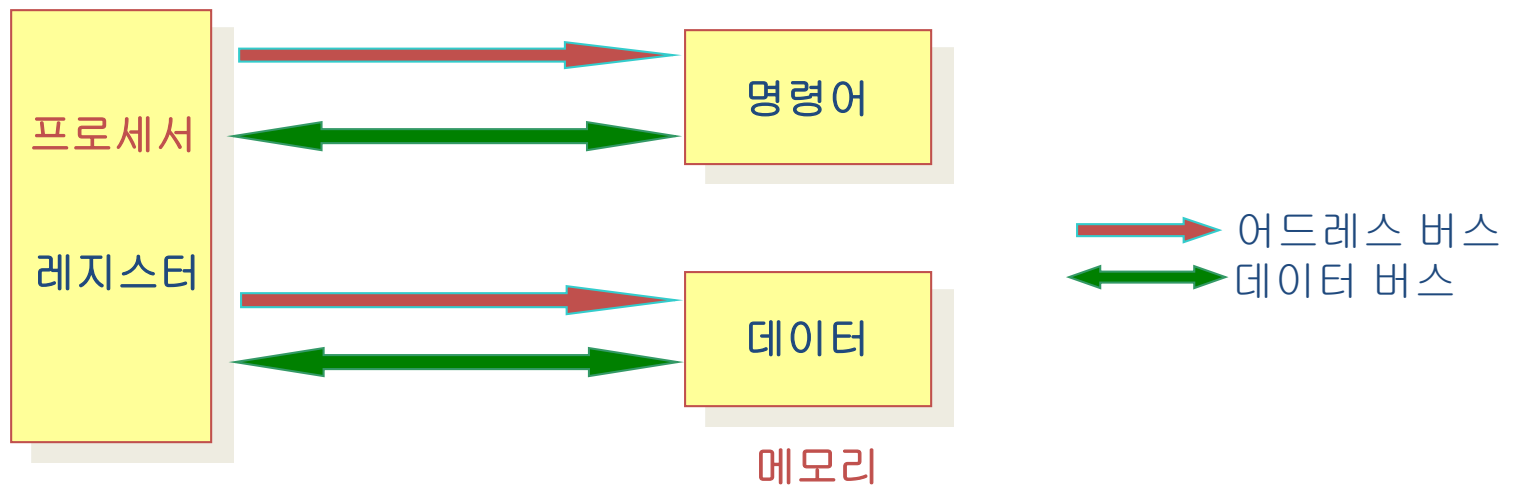 프로세서
레지스터
명령어
데이터
메모리
어드레스 버스
데이터 버스